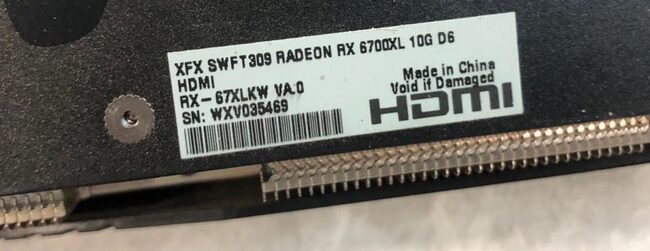 XFX SWFT309 RADEON RX 6700XL 10G D6
HDMI
RX-67XLKW VA.0
SN: WXV035469
Made in China
Void if Damaged
HDMI